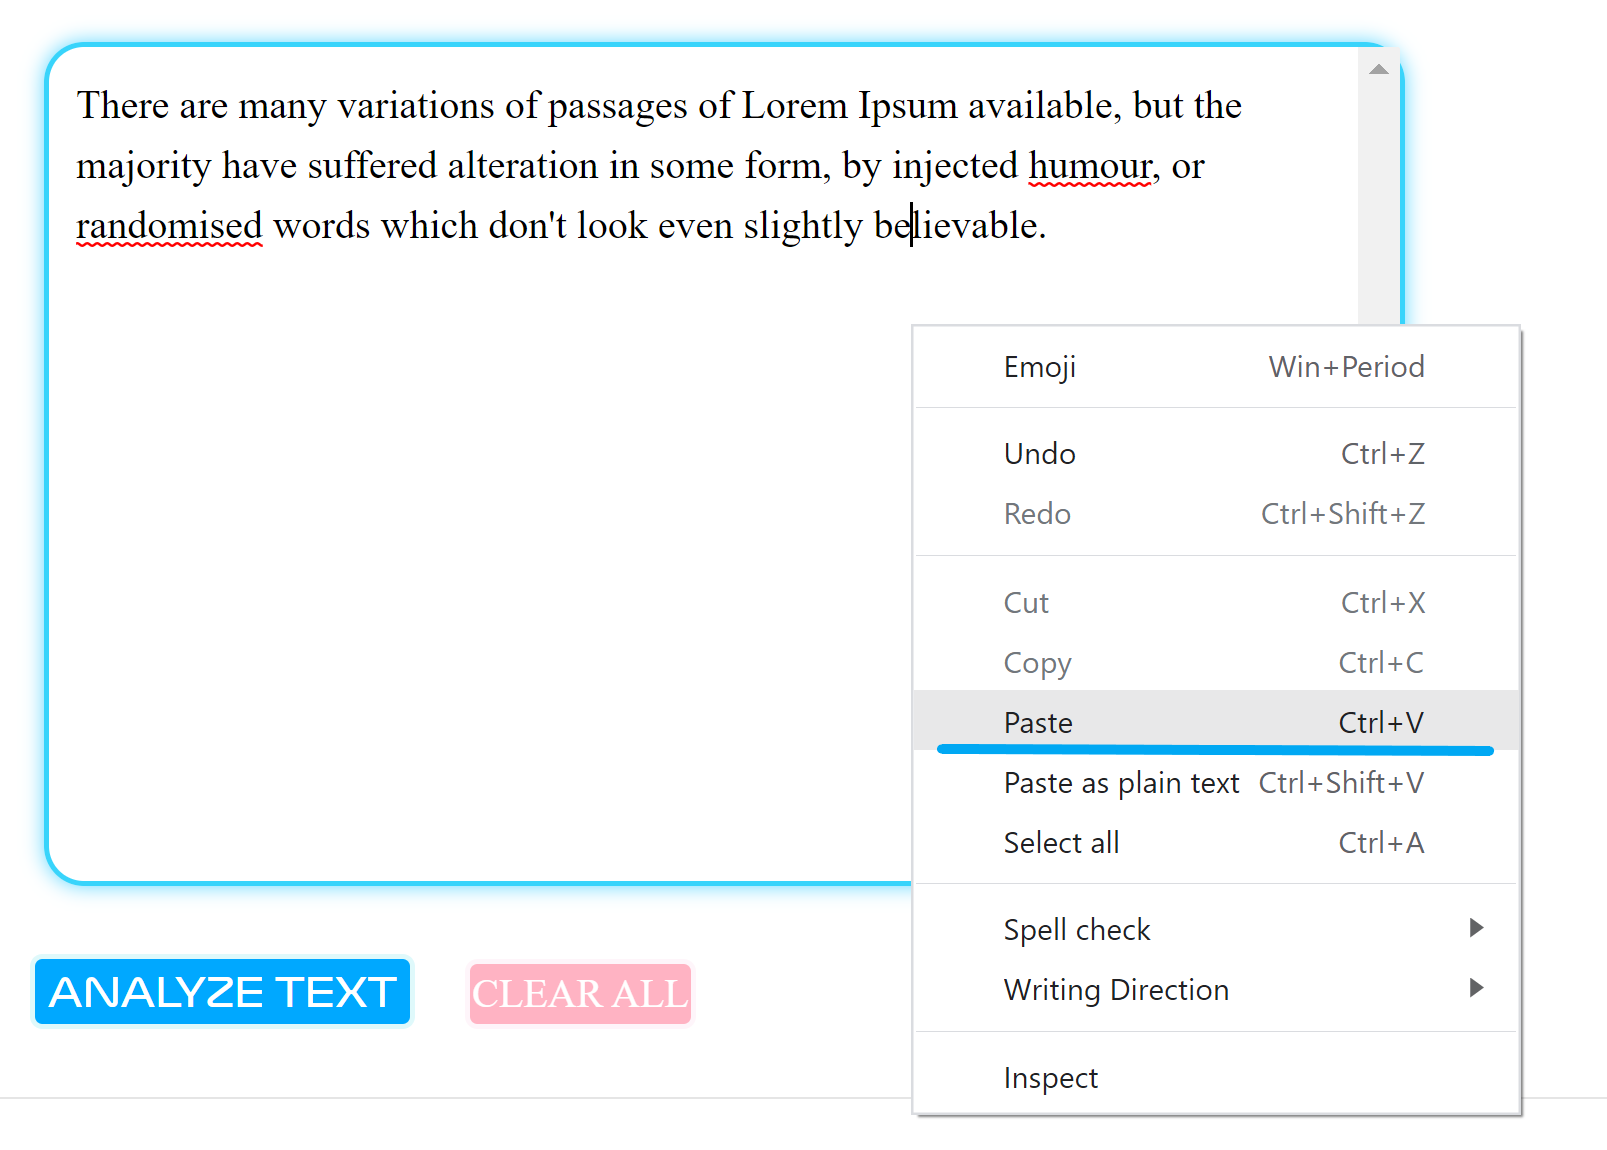 There are many variations of passages of Lorem Ipsum available, but the
majority have suffered alteration in some form, by injected humour, or
randomised words which don't look even slightly believable.
Emoji Win+Period
Undo Ctrl+Z
Redo Ctrl+Shift+Z
Cut Ctrl+X
Copy Ctrl+C
Paste Ctrl+V
Paste as plain text Ctrl+Shift+V
Select all Ctrl+A
Spell check
Writing Direction
Inspect
ANALYZE TEXT CLEAR ALL